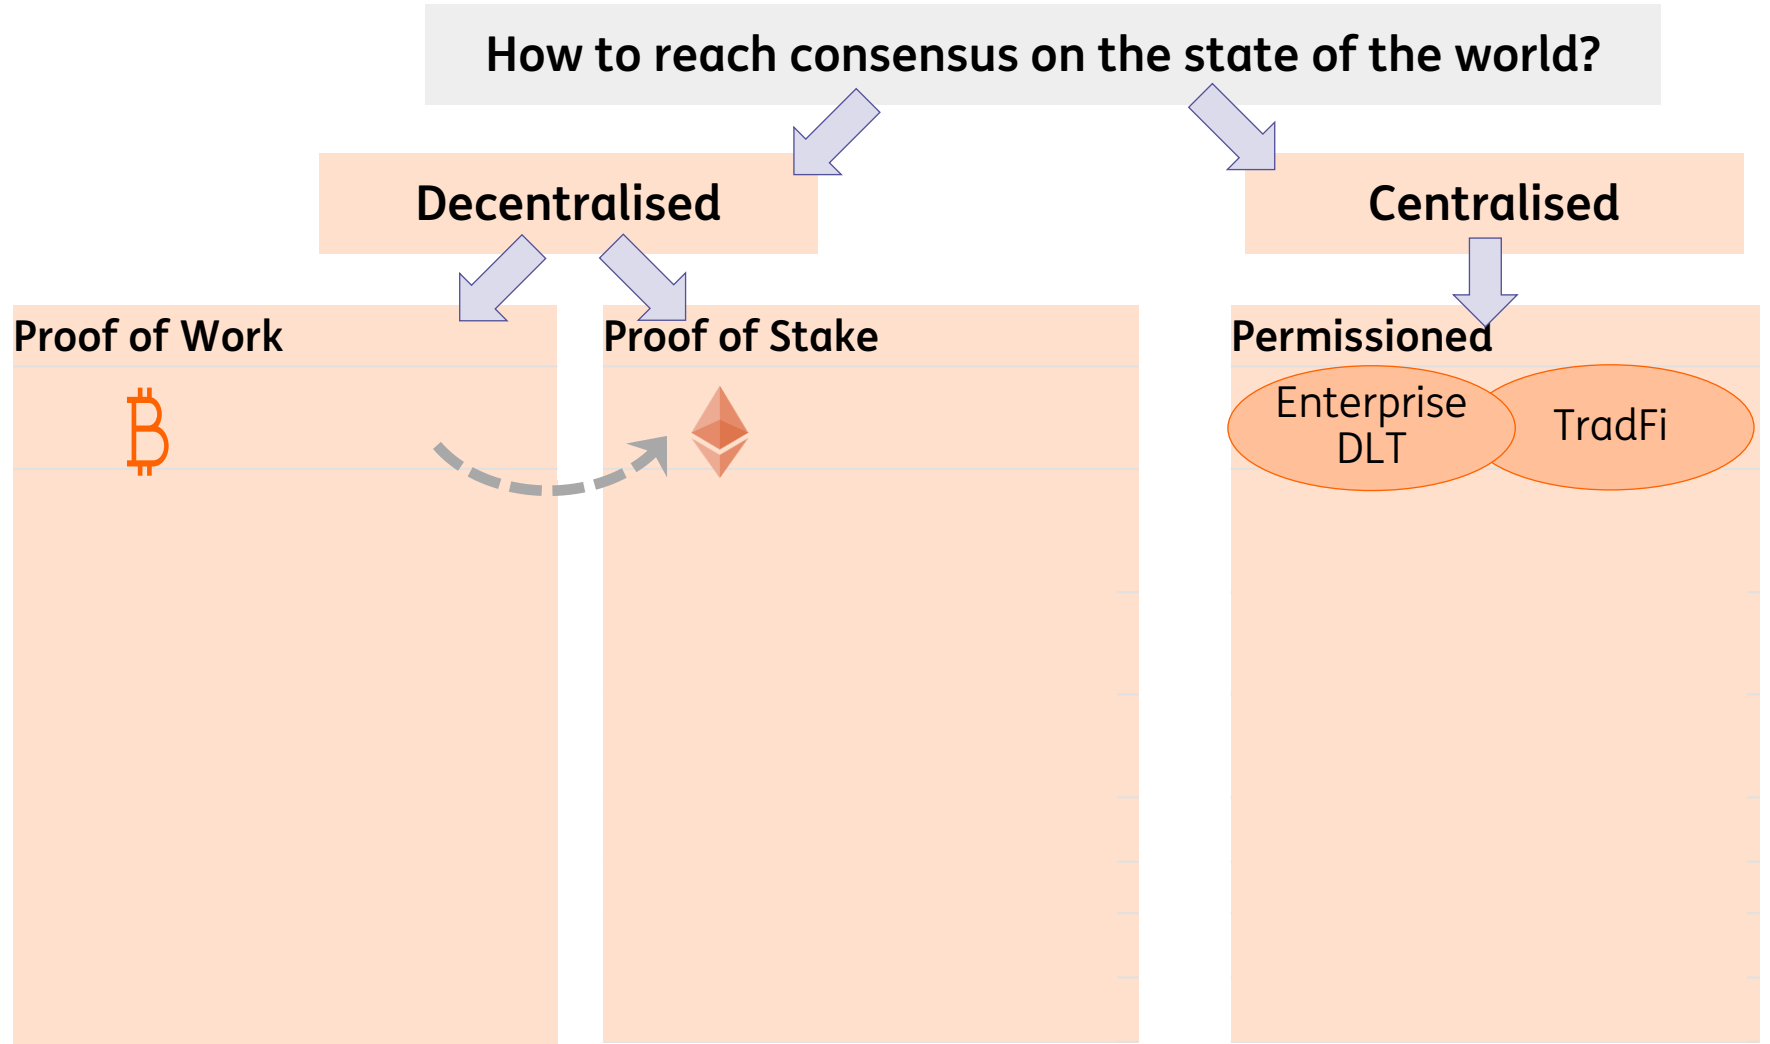 How to reach consensus on the state of the world?
Decentralised
Centralised
Proof of Work
Proof of Stake
Permissioned
Enterprise
DLT
TradFi